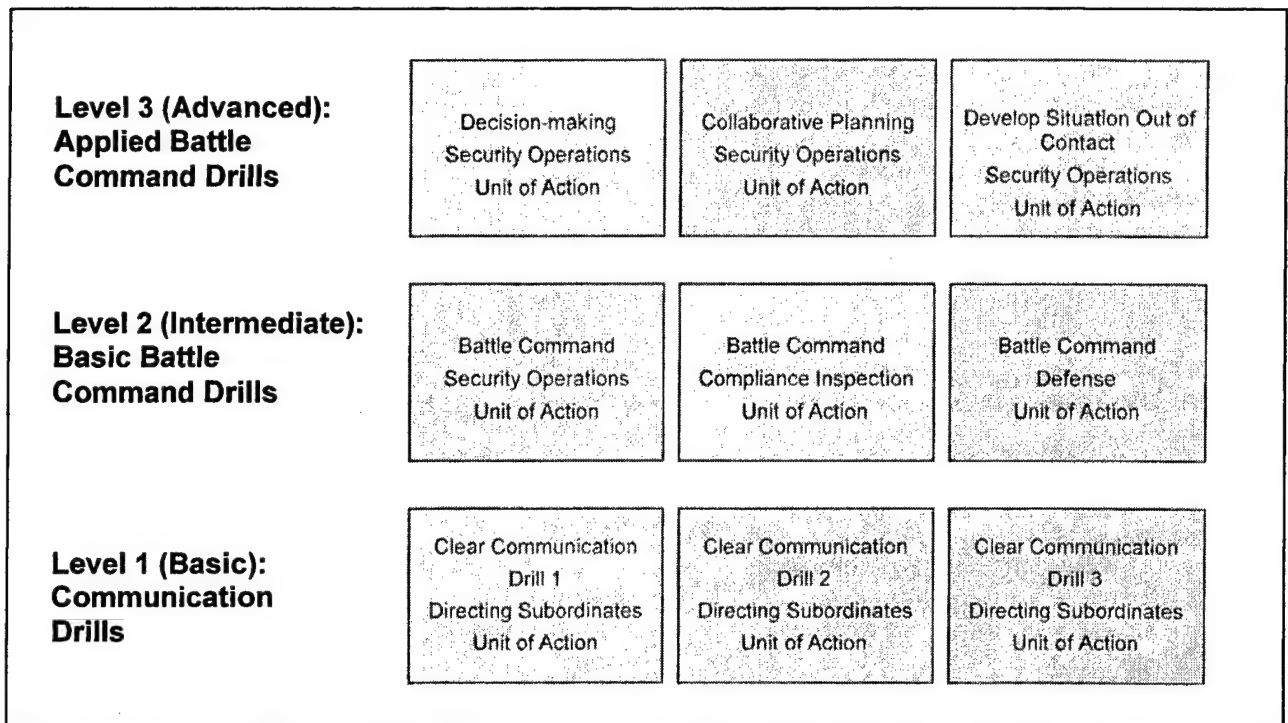 Level 3 (Advanced):
Applied Battle
Command Drills
Decision-making
Security Operations
Unit of Action
Collaborative Planning
Security Operations
Unit of Action
Develop Situation Out of
Contact
Security Operations
Unit of Action
Level 2 (Intermediate):
Basic Battle
Command Drills
Battle Command
Security Operations
Unit of Action
Battle Command
Compliance Inspection
Unit of Action
Battle Command
Defense
Unit of Action
Level 1 (Basic):
Communication
Drills
Clear Communication
Drill 1
Directing Subordinates
Unit of Action
Clear Communication
Drill 2
Directing Subordinates
Unit of Action
Clear Communication
Drill 3
Directing Subordinates
Unit of Action